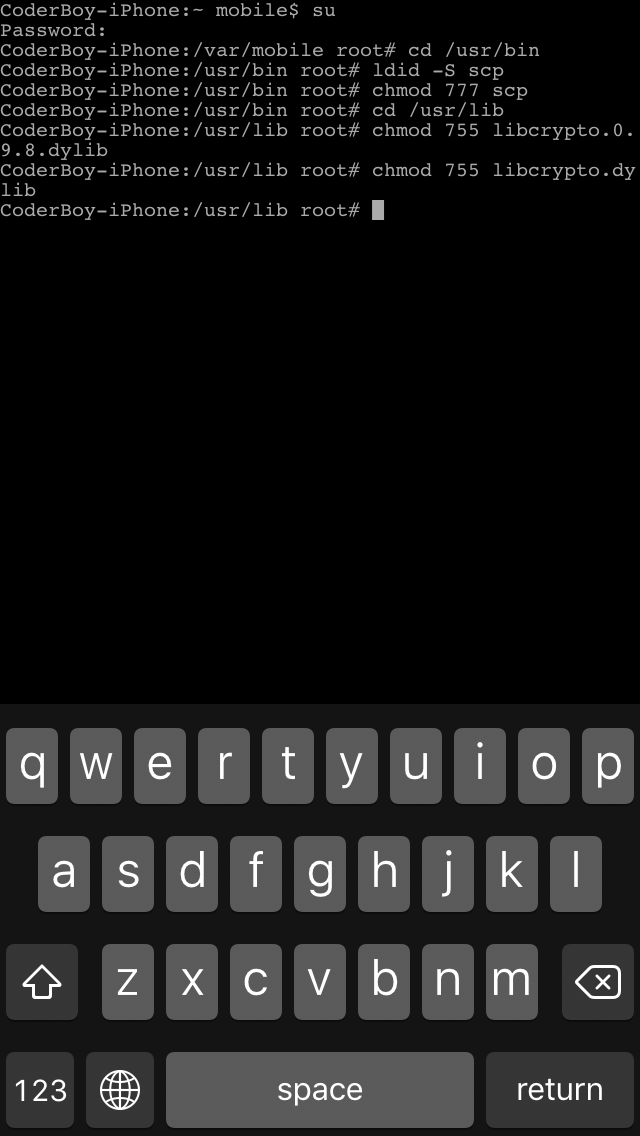 CoderBoy-iPhone:~ mobile$ su
Password:
CoderBoy-iPhone:/var/mobile root# cd /usr/bin
CoderBoy-iPhone:/usr/bin root# ldid -S scp
CoderBoy-iPhone:/usr/bin root# chmod 777 scp
CoderBoy-iPhone:/usr/bin root# cd /usr/lib
CoderBoy-iPhone:/usr/lib root# chmod 755 libcrypto.0.
9.8.dylib
CoderBoy-iPhone:/usr/lib root# chmod 755 libcrypto.dy
lib
CoderBoy-iPhone:/usr/lib root#
q w e r t y u i o p
a s d f g h j k l
z x c v b n m
123 space return